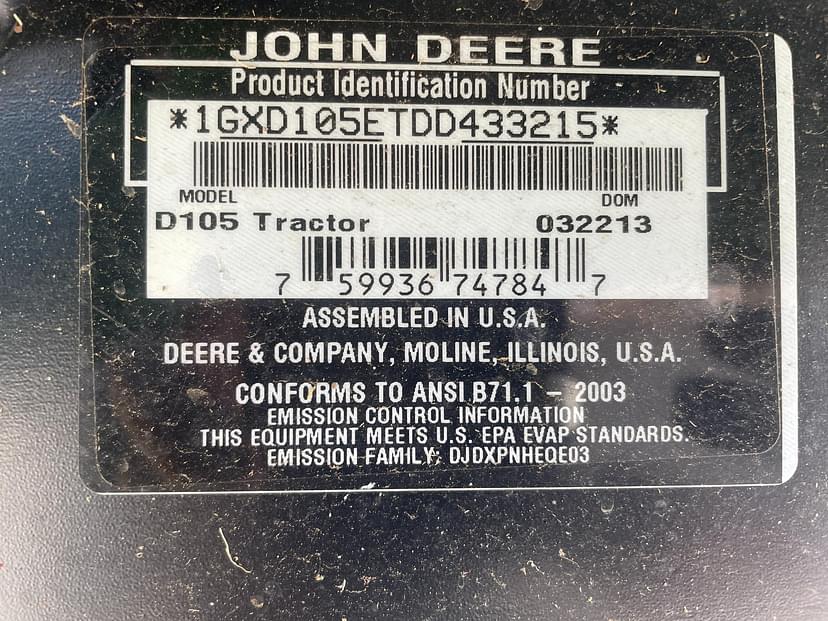 JOHN DEERE
Product Identification Number
*1GXD105ETDD433215*
MODEL DOM
D105 Tractor 032213
7 59936 74784 7
ASSEMBLED IN U.S.A.
DEERE & COMPANY, MOLINE, ILLINOIS, U.S.A.
CONFORMS TO ANSI B71.1 – 2003
EMISSION CONTROL INFORMATION
THIS EQUIPMENT MEETS U.S. EPA EVAP STANDARDS.
EMISSION FAMILY: DJDXPNHEQE03